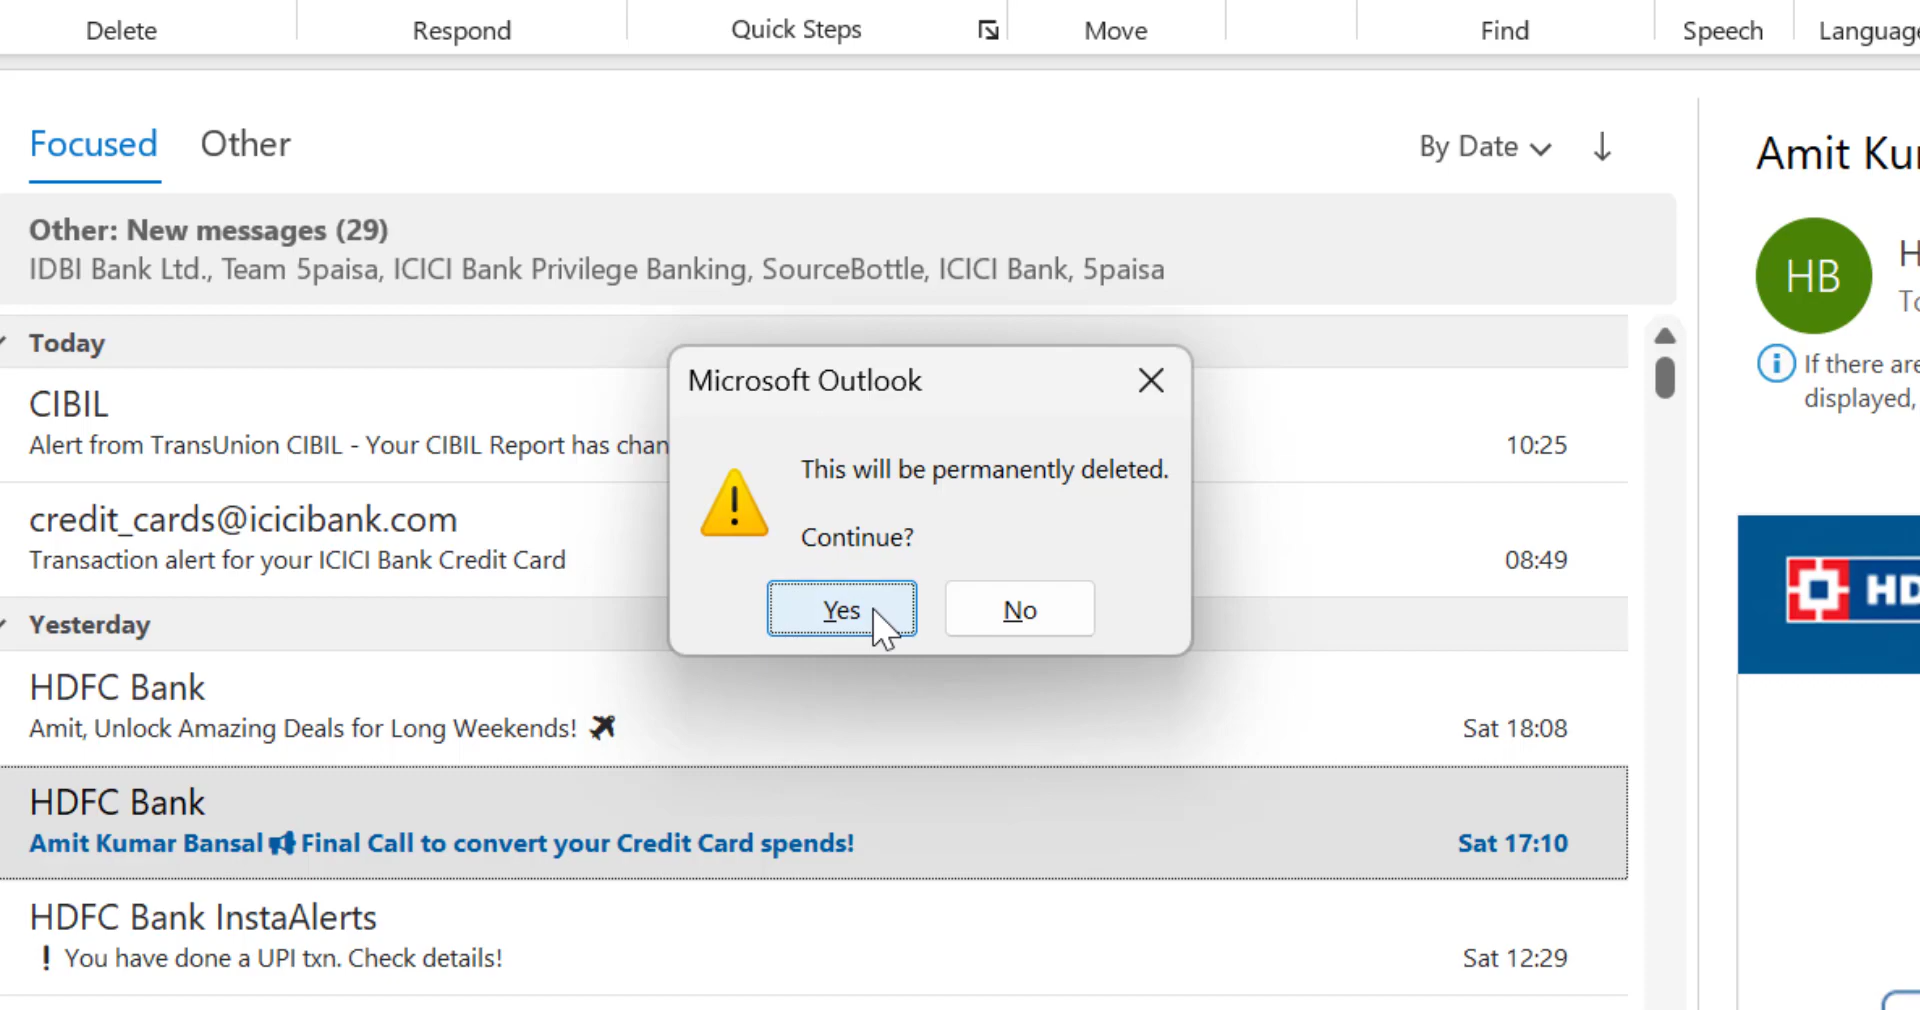 Delete Respond Quick Steps Move Find Speech Language
Focused Other By Date
Other: New messages (29)
IDBI Bank Ltd., Team 5paisa, ICICI Bank Privilege Banking, SourceBottle, ICICI Bank, 5paisa
Today
CIBIL
Alert from TransUnion CIBIL - Your CIBIL Report has chan 10:25
credit_cards@icicibank.com
Transaction alert for your ICICI Bank Credit Card 08:49
Yesterday
HDFC Bank
Amit, Unlock Amazing Deals for Long Weekends! Sat 18:08
HDFC Bank
Amit Kumar Bansal Final Call to convert your Credit Card spends! Sat 17:10
HDFC Bank InstaAlerts
! You have done a UPI txn. Check details! Sat 12:29
Microsoft Outlook
This will be permanently deleted.
Continue?
Yes No
Amit Kur
HB H
To
If there are
displayed,
HD